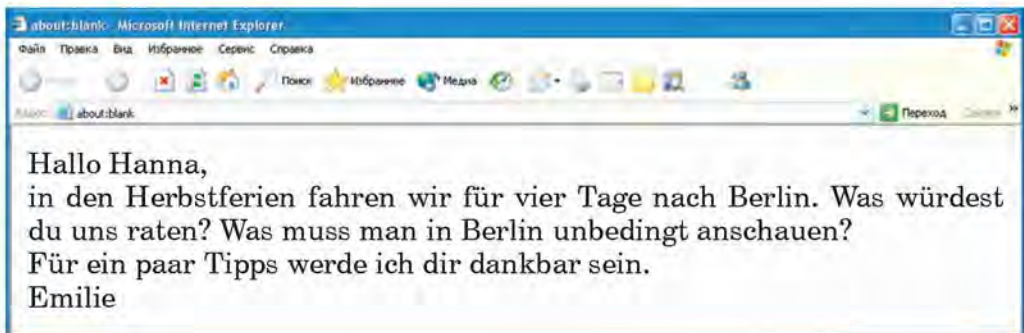 about:blank - Microsoft Internet Explorer
Файл Правка Вид Избранное Сервис Справка
Поиск Избранное Медиа
about:blank Переход
Hallo Hanna,
in den Herbstferien fahren wir für vier Tage nach Berlin. Was würdest
du uns raten? Was muss man in Berlin unbedingt anschauen?
Für ein paar Tipps werde ich dir dankbar sein.
Emilie